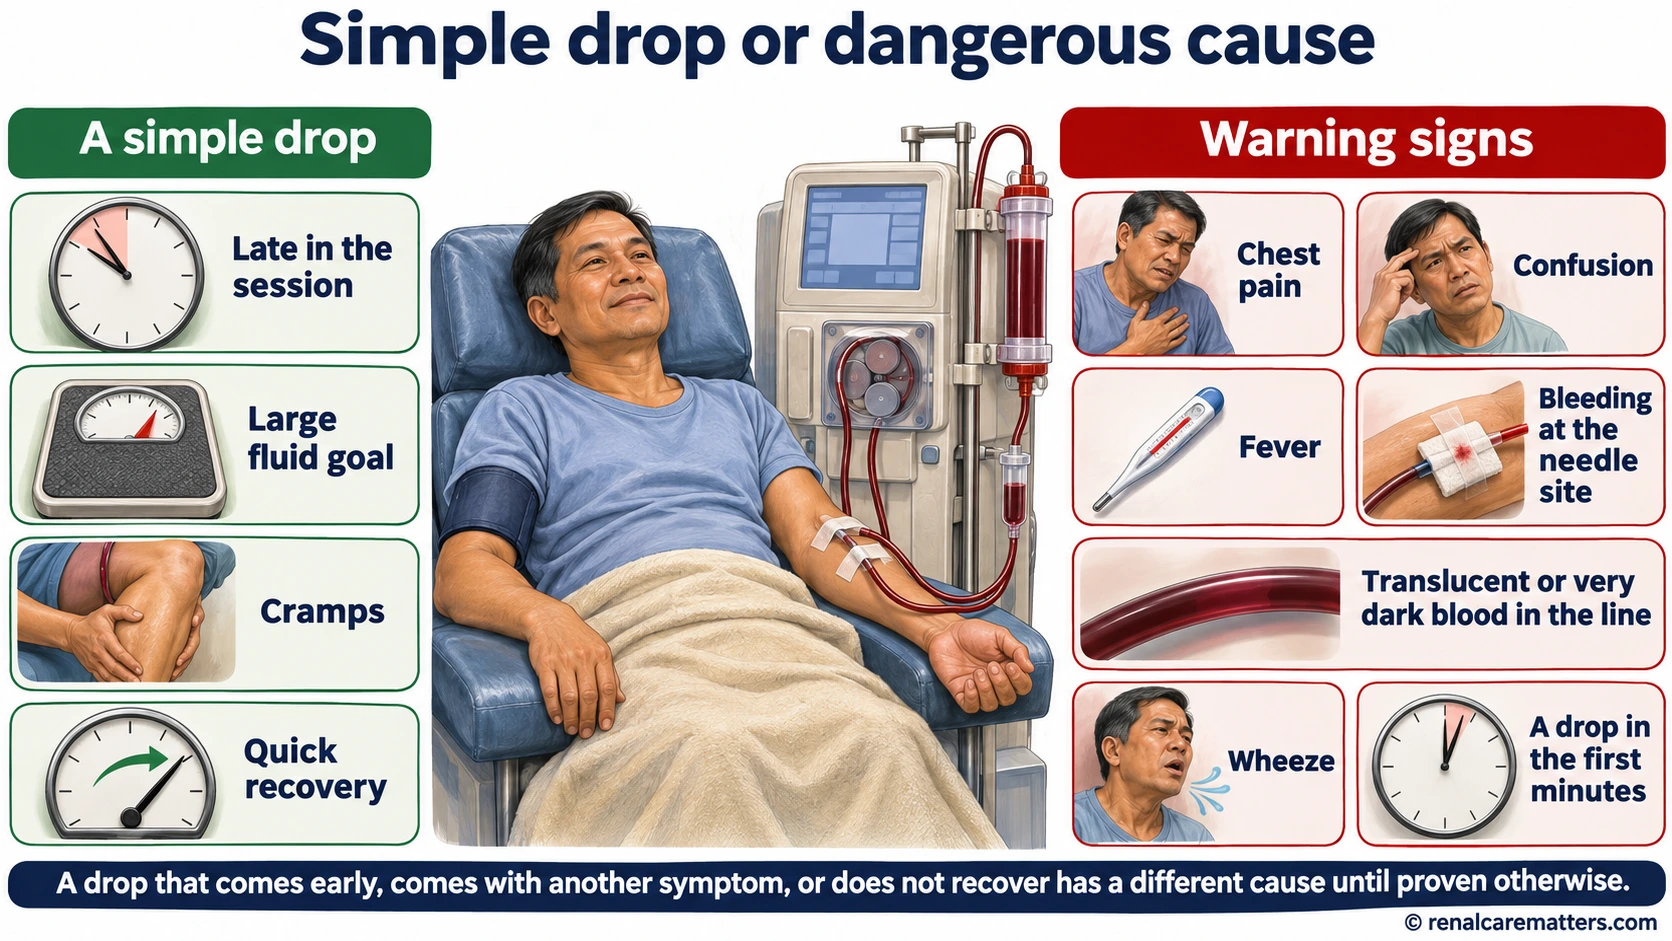 Simple drop or dangerous cause
A simple drop
Late in the
session
Large
fluid goal
Cramps
Quick
recovery
Warning signs
Chest
pain
Confusion
Fever
Bleeding
at the
needle
site
Translucent or very
dark blood in the line
Wheeze
A drop in
the first
minutes
A drop that comes early, comes with another symptom, or does not recover has a different cause until proven otherwise.
© renalcarematters.com